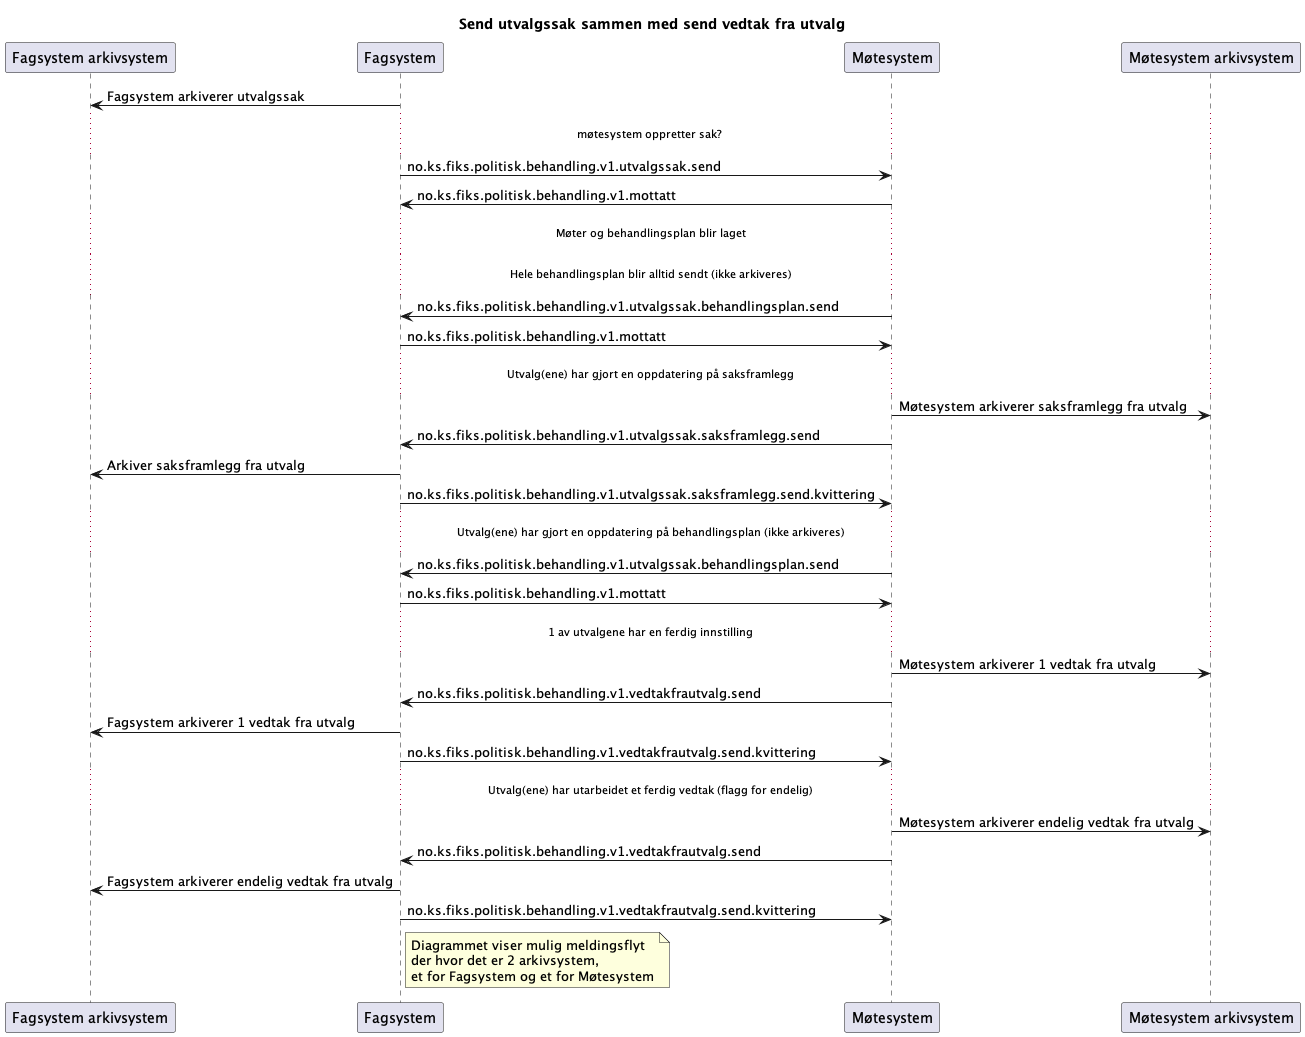 Send utvalgssak sammen med send vedtak fra utvalg
Fagsystem arkivsystem
Fagsystem
Møtesystem
Møtesystem arkivsystem
Fagsystem arkiverer utvalgssak
møtesystem oppretter sak?
no.ks.fiks.politisk.behandling.v1.utvalgssak.send
no.ks.fiks.politisk.behandling.v1.mottatt
Møter og behandlingsplan blir laget
Hele behandlingsplan blir alltid sendt (ikke arkiveres)
no.ks.fiks.politisk.behandling.v1.utvalgssak.behandlingsplan.send
no.ks.fiks.politisk.behandling.v1.mottatt
Utvalg(ene) har gjort en oppdatering på saksframlegg
Møtesystem arkiverer saksframlegg fra utvalg
no.ks.fiks.politisk.behandling.v1.utvalgssak.saksframlegg.send
Arkiver saksframlegg fra utvalg
no.ks.fiks.politisk.behandling.v1.utvalgssak.saksframlegg.send.kvittering
Utvalg(ene) har gjort en oppdatering på behandlingsplan (ikke arkiveres)
no.ks.fiks.politisk.behandling.v1.utvalgssak.behandlingsplan.send
no.ks.fiks.politisk.behandling.v1.mottatt
1 av utvalgene har en ferdig innstilling
Møtesystem arkiverer 1 vedtak fra utvalg
no.ks.fiks.politisk.behandling.v1.vedtakfrautvalg.send
Fagsystem arkiverer 1 vedtak fra utvalg
no.ks.fiks.politisk.behandling.v1.vedtakfrautvalg.send.kvittering
Utvalg(ene) har utarbeidet et ferdig vedtak (flagg for endelig)
Møtesystem arkiverer endelig vedtak fra utvalg
no.ks.fiks.politisk.behandling.v1.vedtakfrautvalg.send
Fagsystem arkiverer endelig vedtak fra utvalg
no.ks.fiks.politisk.behandling.v1.vedtakfrautvalg.send.kvittering
Diagrammet viser mulig meldingsflyt
der hvor det er 2 arkivsystem,
et for Fagsystem og et for Møtesystem
Fagsystem arkivsystem
Fagsystem
Møtesystem
Møtesystem arkivsystem